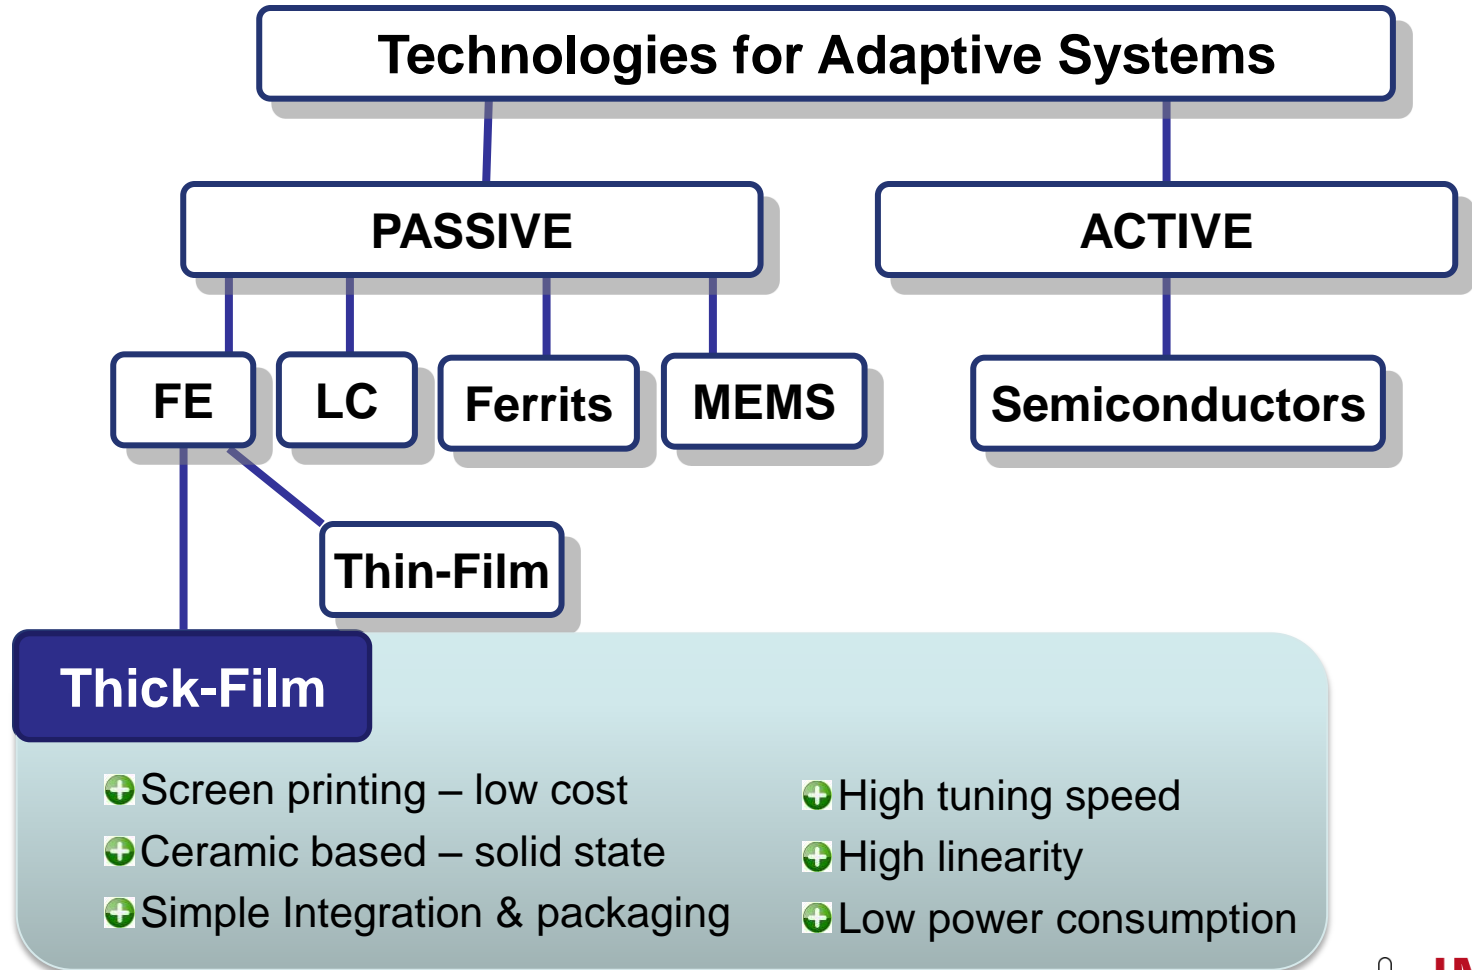 Technologies for Adaptive Systems
PASSIVE
ACTIVE
FE
LC
Ferrits
MEMS
Semiconductors
Thin-Film
Thick-Film
Screen printing – low cost
Ceramic based – solid state
Simple Integration & packaging
High tuning speed
High linearity
Low power consumption